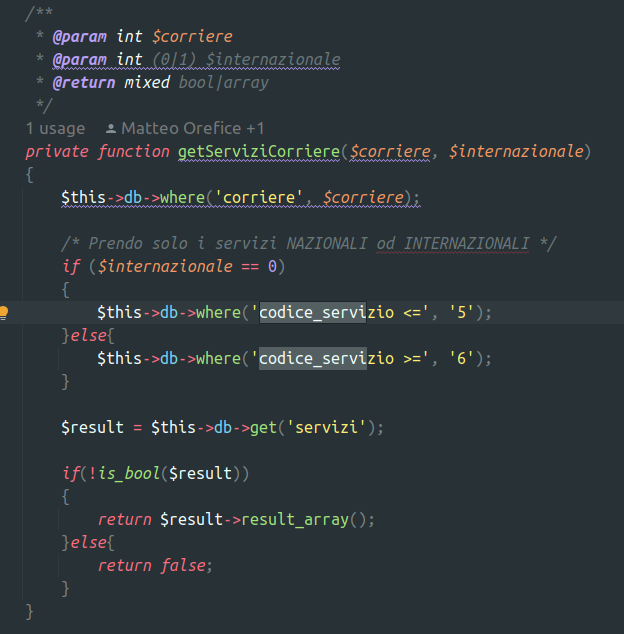 /**
 * @param int $corriere
 * @param int (0|1) $internazionale
 * @return mixed bool|array
 */
1 usage Matteo Orefice +1
private function getServiziCorriere($corriere, $internazionale)
{
    $this->db->where('corriere', $corriere);
    /* Prendo solo i servizi NAZIONALI od INTERNAZIONALI */
    if ($internazionale == 0)
    {
        $this->db->where('codice_servizio <=', '5');
    }else{
        $this->db->where('codice_servizio >=', '6');
    }
    $result = $this->db->get('servizi');
    if(!is_bool($result))
    {
        return $result->result_array();
    }else{
        return false;
    }
}